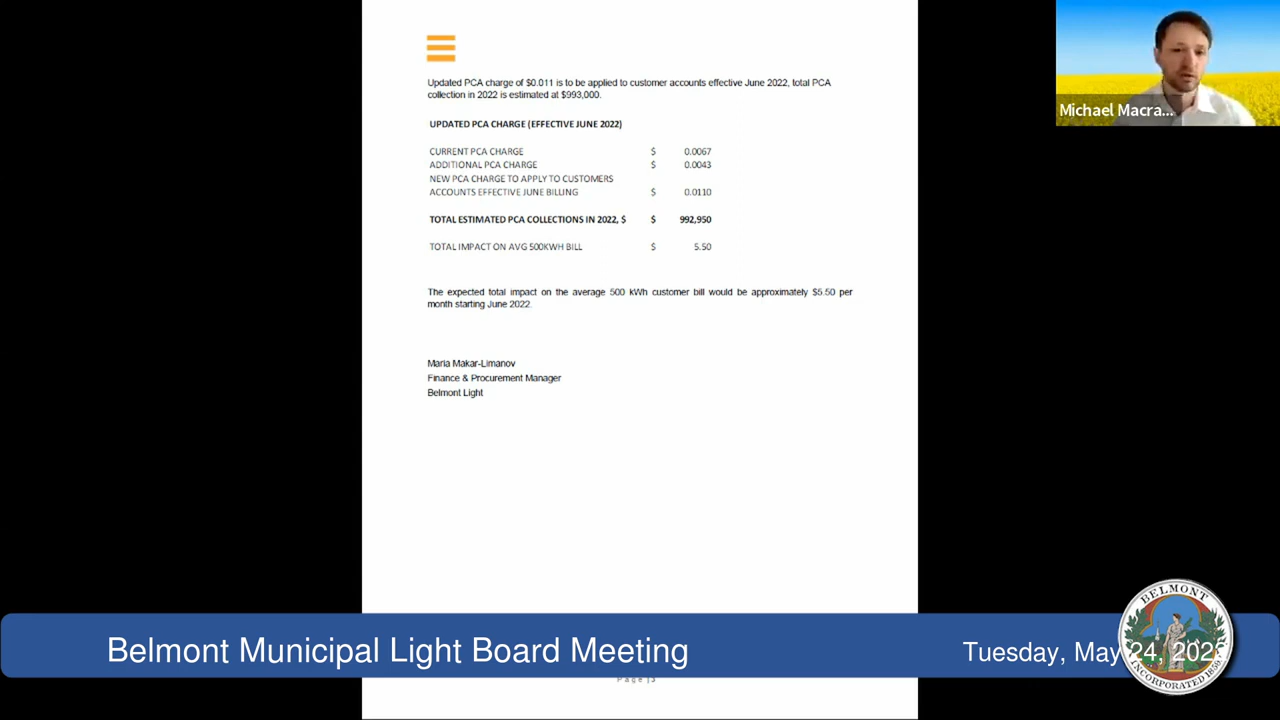 Updated PCA charge of $0.011 is to be applied to customer accounts effective June 2022, total PCA
collection in 2022 is estimated at $993,000.
UPDATED PCA CHARGE (EFFECTIVE JUNE 2022)
CURRENT PCA CHARGE $ 0.0067
ADDITIONAL PCA CHARGE $ 0.0043
NEW PCA CHARGE TO APPLY TO CUSTOMERS
ACCOUNTS EFFECTIVE JUNE BILLING $ 0.0110
TOTAL ESTIMATED PCA COLLECTIONS IN 2022, $ $ 992,950
TOTAL IMPACT ON AVG 500KWH BILL $ 5.50
The expected total impact on the average 500 kWh customer bill would be approximately $5.50 per
month starting June 2022.
Maria Makar-Limanov
Finance & Procurement Manager
Belmont Light
Michael Macra...
Belmont Municipal Light Board Meeting
Tuesday, May 24, 202
BELMONT
INCORPORATED 1859
Page | 3